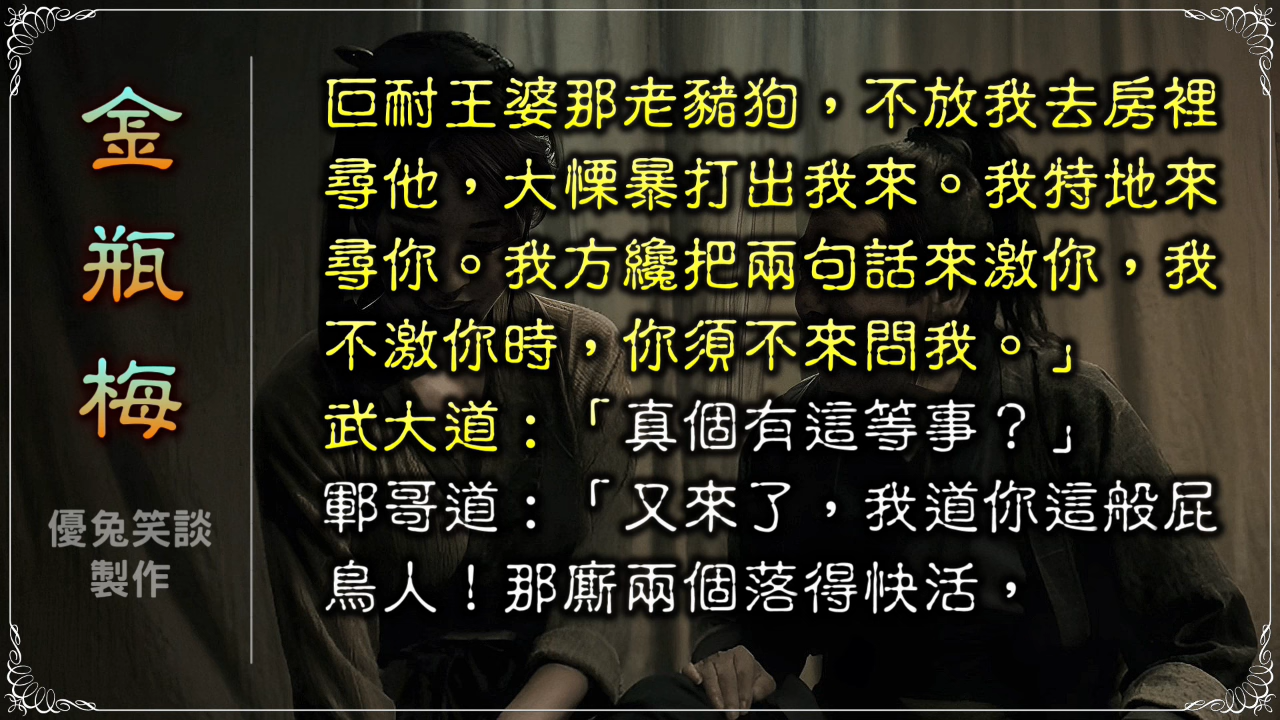 金瓶梅
優兔笑談
製作
叵耐王婆那老豬狗，不放我去房裡
尋他，大慄暴打出我來。我特地來
尋你。我方纔把兩句話來激你，我
不激你時，你須不來問我。」
武大道：「真個有這等事？」
鄆哥道：「又來了，我道你這般屁
鳥人！那廝兩個落得快活，